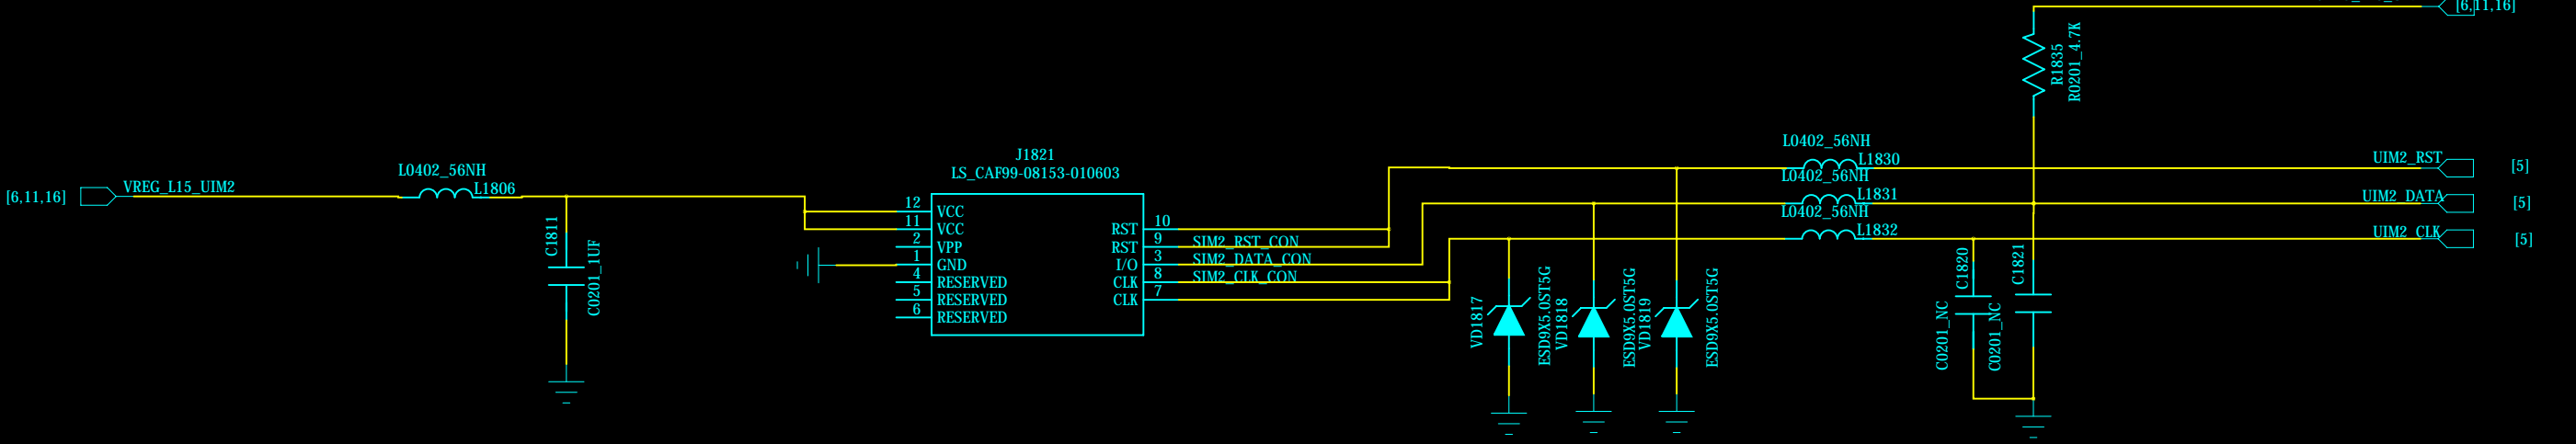 [6,11,16]
R1835
R0201_4.7K
L0402_56NH
L1830
UIM2_RST
[5]
L0402_56NH
L1831
UIM2_DATA
[5]
L0402_56NH
L1832
UIM2_CLK
[5]
[6,11,16]
VREG_L15_UIM2
L0402_56NH
L1806
C1811
C0201_1UF
J1821
LS_CAF99-08153-010603
12 VCC
11 VCC
2 VPP
1 GND
4 RESERVED
5 RESERVED
6 RESERVED
RST 10
RST 9 SIM2_RST_CON
I/O 3 SIM2_DATA_CON
CLK 8 SIM2_CLK_CON
CLK 7
VD1817
ESD9X5.0ST5G
VD1818
ESD9X5.0ST5G
VD1819
ESD9X5.0ST5G
C1820
C0201_NC
C1821
C0201_NC